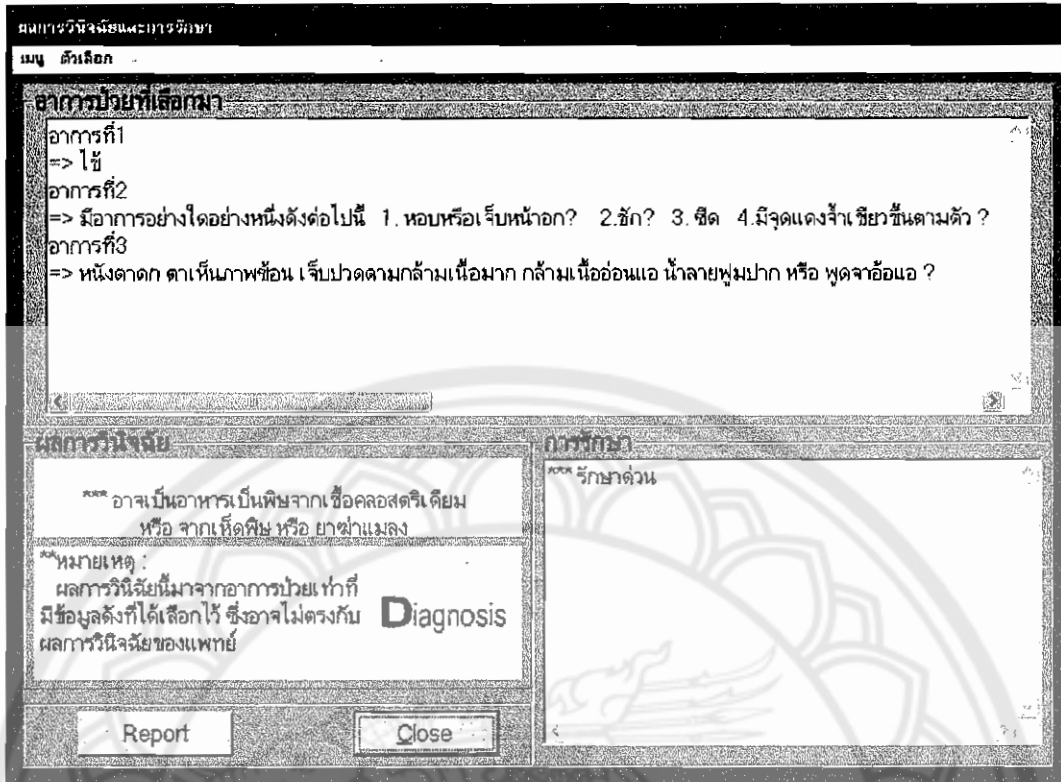 ผลการวินิจฉัยและการรักษา
เมนู ตัวเลือก
อาการป่วยที่เลือกมา
อาการที่1
=> ไข้
อาการที่2
=> มีอาการอย่างใดอย่างหนึ่งดังต่อไปนี้ 1. หอบหรือเจ็บหน้าอก? 2.ชัก? 3. ซีด 4.มีจุดแดงจ้ำเขียวขึ้นตามตัว ?
อาการที่3
=> หนังตาตก ตาเห็นภาพซ้อน เจ็บปวดตามกล้ามเนื้อมาก กล้ามเนื้ออ่อนแอ น้ำลายฟูมปาก หรือ พูดจาอ้อแอ ?
ผลการวินิจฉัย
*** อาจเป็นอาหารเป็นพิษจากเชื้อคลอสตริเดียม
หรือ จากเห็ดพิษ หรือ ยาฆ่าแมลง
**หมายเหตุ :
ผลการวินิฉัยนี้มาจากอาการป่วยเท่าที่
มีข้อมูลดังที่ได้เลือกไว้ ซึ่งอาจไม่ตรงกับ
ผลการวินิจฉัยของแพทย์
Diagnosis
การรักษา
*** รักษาด่วน
Report
Close